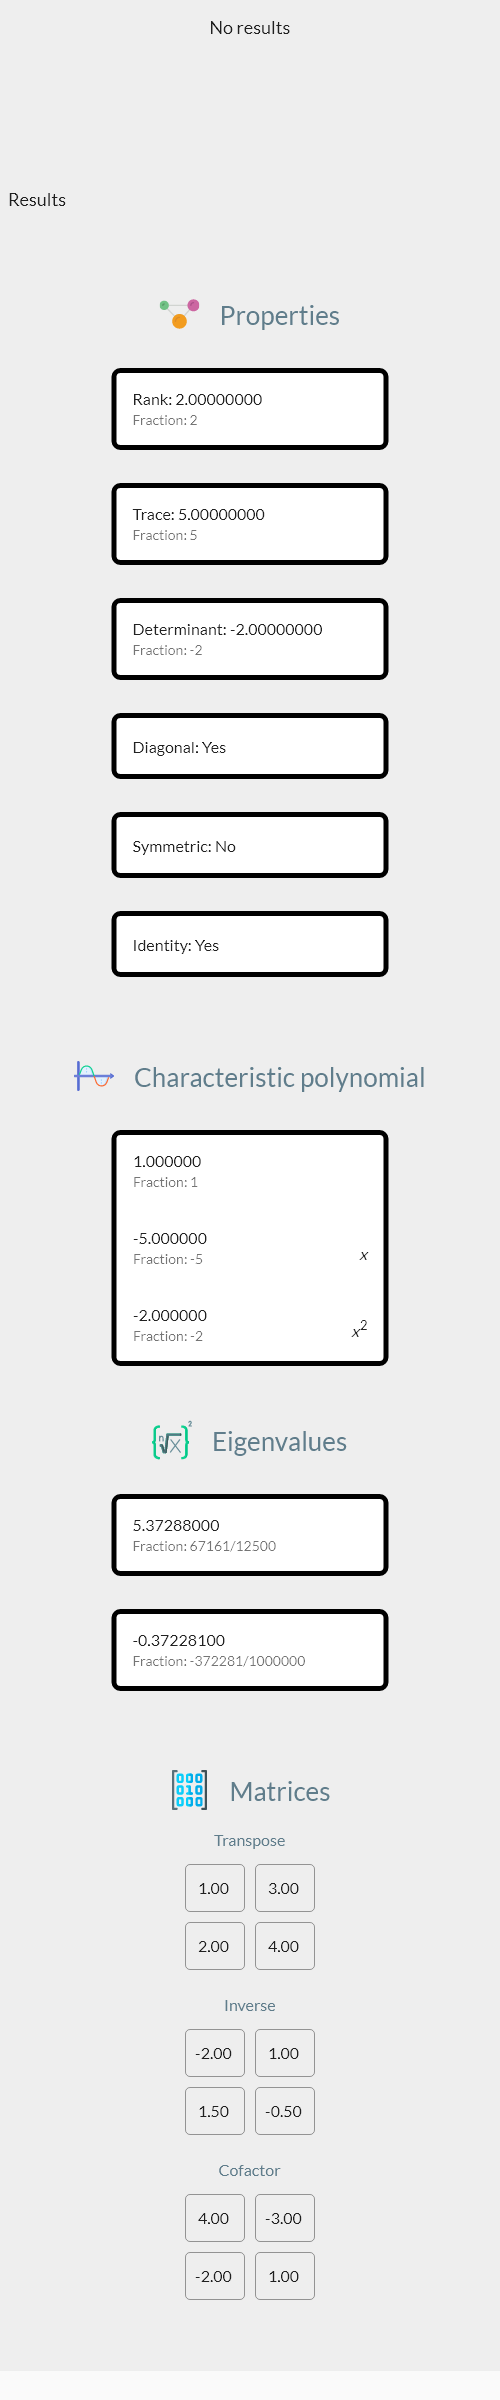 No results
Results
Properties
Rank: 2.00000000
Fraction: 2
Trace: 5.00000000
Fraction: 5
Determinant: -2.00000000
Fraction: -2
Diagonal: Yes
Symmetric: No
Identity: Yes
Characteristic polynomial
1.000000
Fraction: 1
-5.000000
Fraction: -5
x
-2.000000
Fraction: -2
x²
Eigenvalues
5.37288000
Fraction: 67161/12500
-0.37228100
Fraction: -372281/1000000
Matrices
Transpose
1.00 3.00
2.00 4.00
Inverse
-2.00 1.00
1.50 -0.50
Cofactor
4.00 -3.00
-2.00 1.00